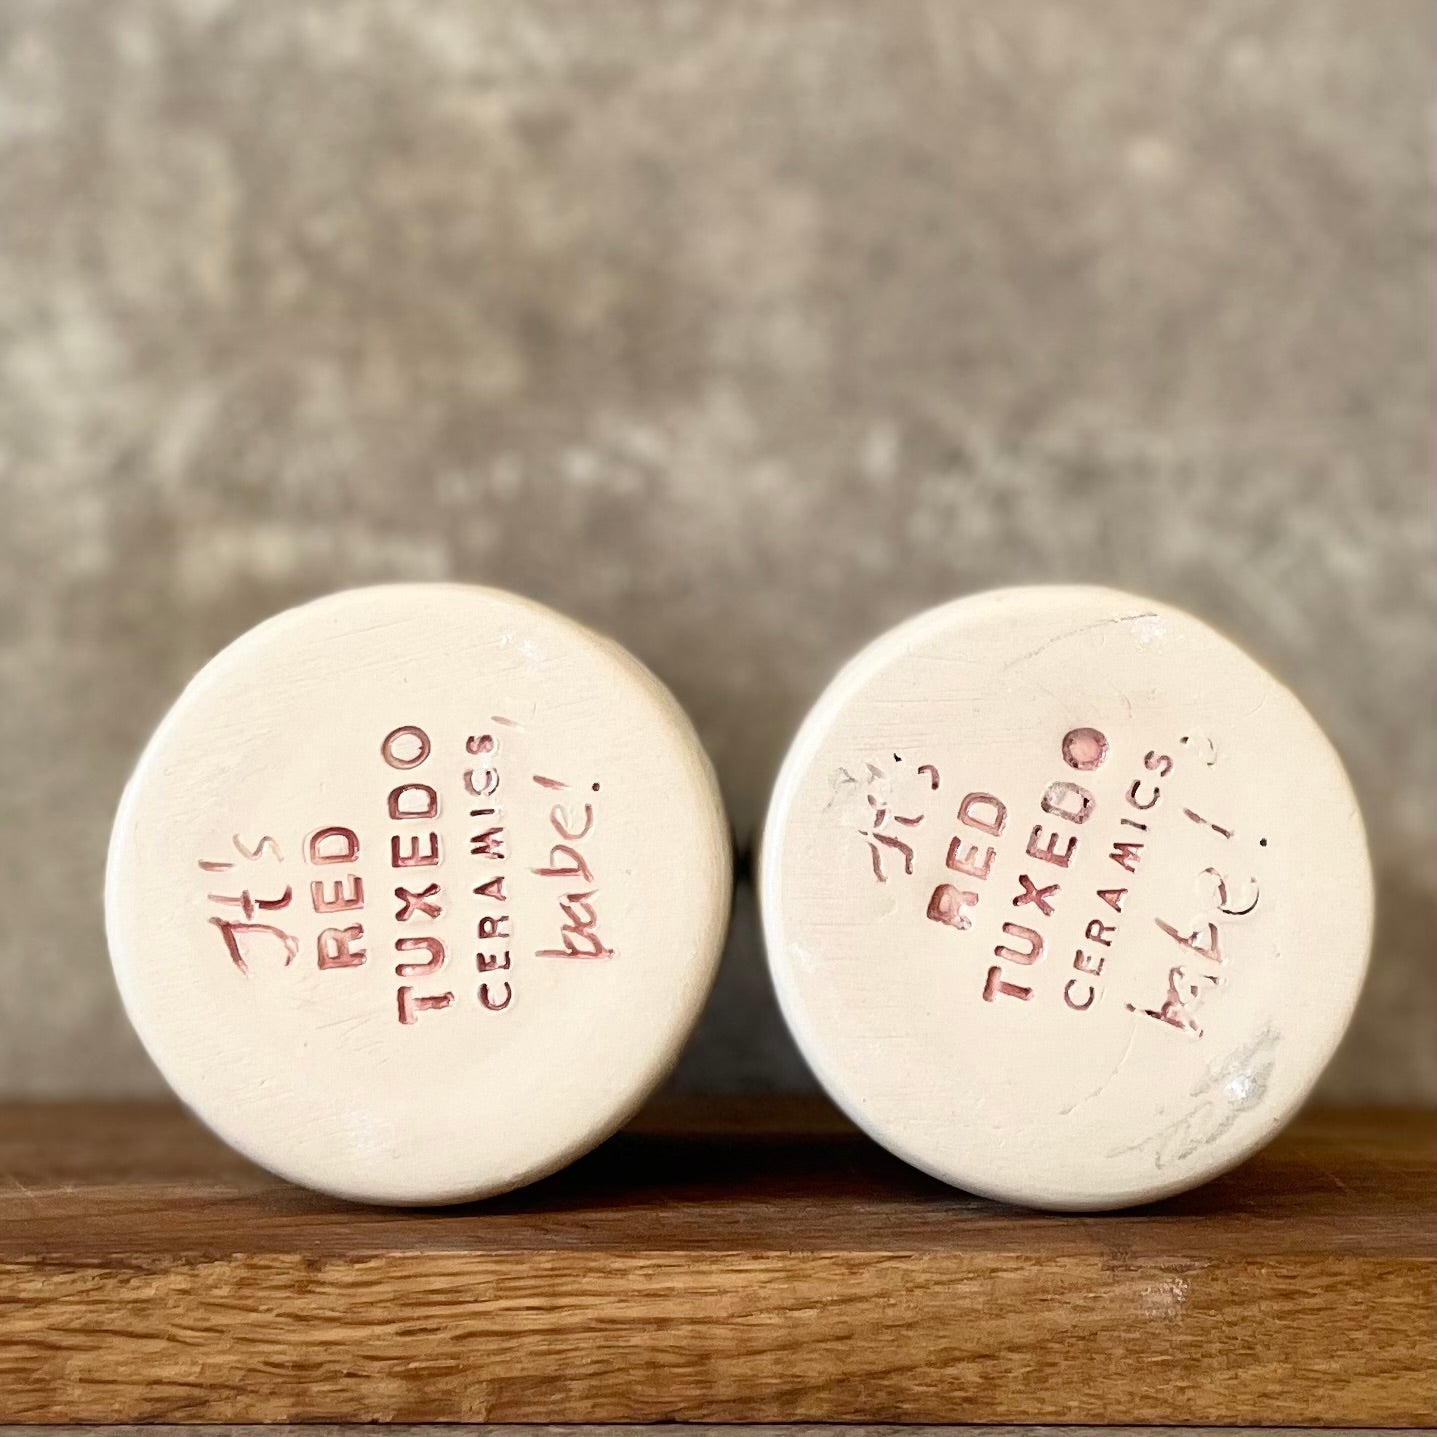 It's
RED
TUXEDO
CERAMICS,
babe!
It's
RED
TUXEDO
CERAMICS,
babe!